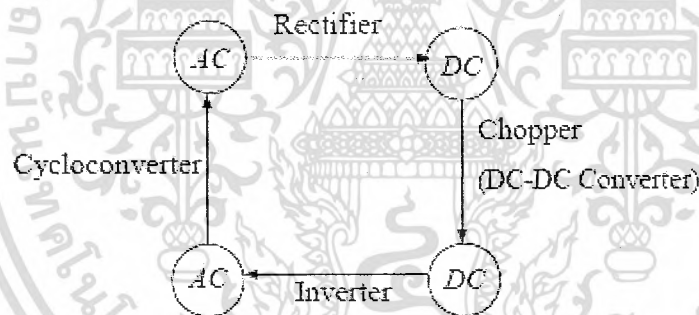 Rectifier
AC
DC
Chopper
(DC-DC Converter)
Cycloconverter
AC
Inverter
DC